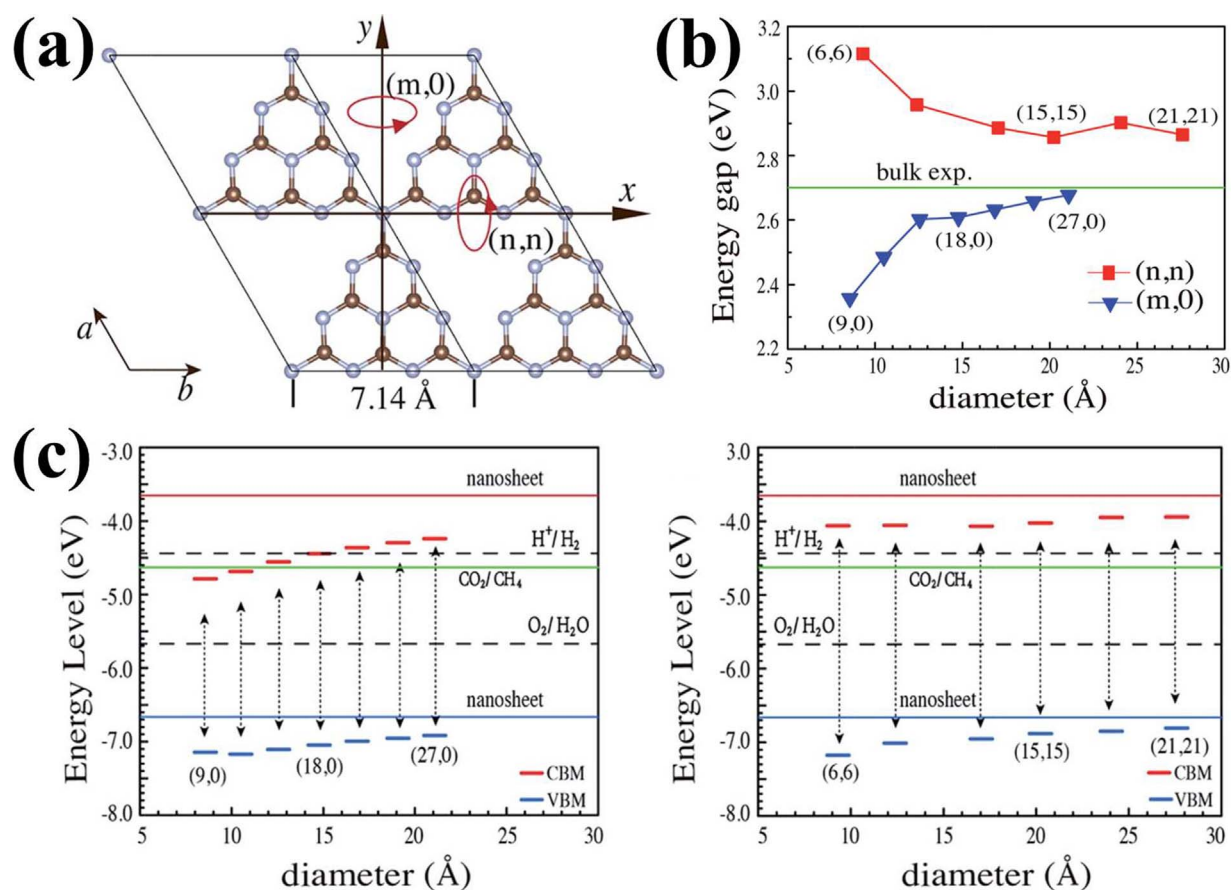 (a)
y
(m,0)
x
(n,n)
a
b
7.14 Å
(b)
Energy gap (eV)
3.2
3.1
3.0
2.9
2.8
2.7
2.6
2.4
2.2
(6,6)
(15,15)
(21,21)
bulk exp.
(18,0)
(27,0)
(9,0)
(n,n)
(m,0)
5 10 15 20 25 30
diameter (Å)
(c)
Energy Level (eV)
-3.0
-4.0
-5.0
-6.0
-7.0
-8.0
nanosheet
H⁺/H₂
CO₂/CH₄
O₂/H₂O
nanosheet
(9,0)
(18,0)
(27,0)
CBM
VBM
5 10 15 20 25 30
diameter (Å)
Energy Level (eV)
-3.0
-4.0
-5.0
-6.0
-7.0
-8.0
nanosheet
H⁺/H₂
CO₂/CH₄
O₂/H₂O
nanosheet
(6,6)
(15,15)
(21,21)
CBM
VBM
5 10 15 20 25 30
diameter (Å)